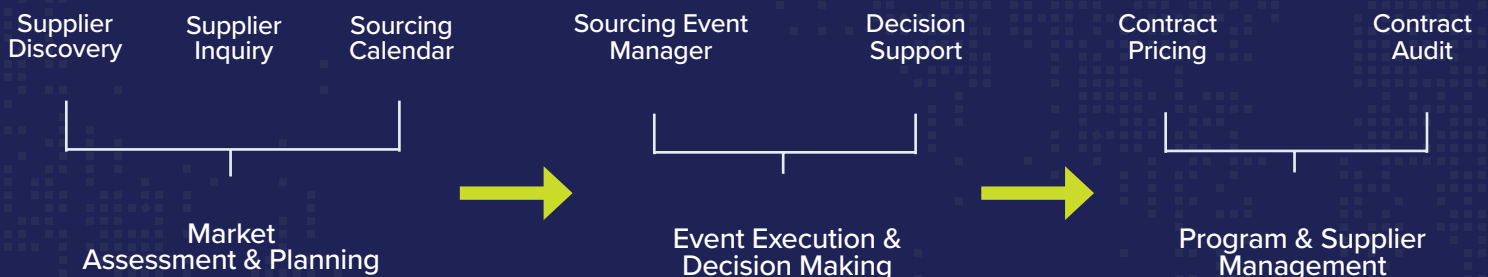 Supplier
Discovery
Supplier
Inquiry
Sourcing
Calendar
Sourcing Event
Manager
Decision
Support
Contract
Pricing
Contract
Audit
Market
Assessment & Planning
Event Execution &
Decision Making
Program & Supplier
Management